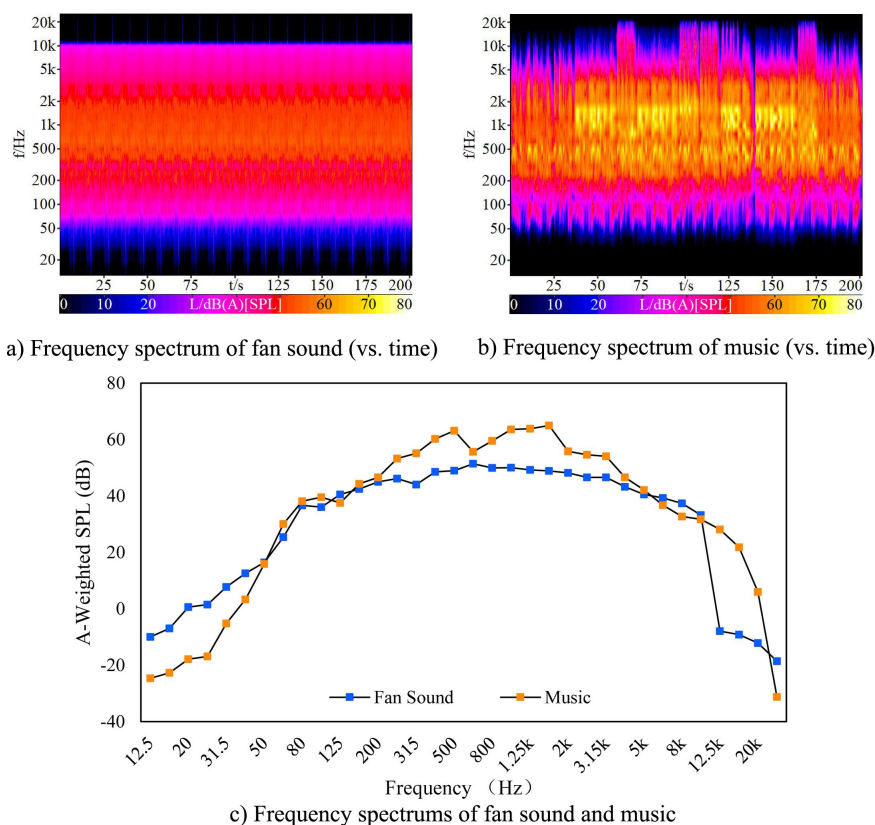 20k
10k
5k
2k
1k
500
200
100
50
20
f/Hz
25 50 75 t/s 125 150 175 200
0 10 20 L/dB(A)[SPL] 60 70 80
a) Frequency spectrum of fan sound (vs. time)
20k
10k
5k
2k
1k
500
200
100
50
20
f/Hz
25 50 75 t/s 125 150 175 200
0 10 20 L/dB(A)[SPL] 60 70 80
b) Frequency spectrum of music (vs. time)
80
60
40
20
0
-20
-40
A-Weighted SPL (dB)
Fan Sound Music
12.5 20 31.5 50 80 125 200 315 500 800 1.25k 2k 3.15k 5k 8k 12.5k 20k
Frequency （Hz）
c) Frequency spectrums of fan sound and music